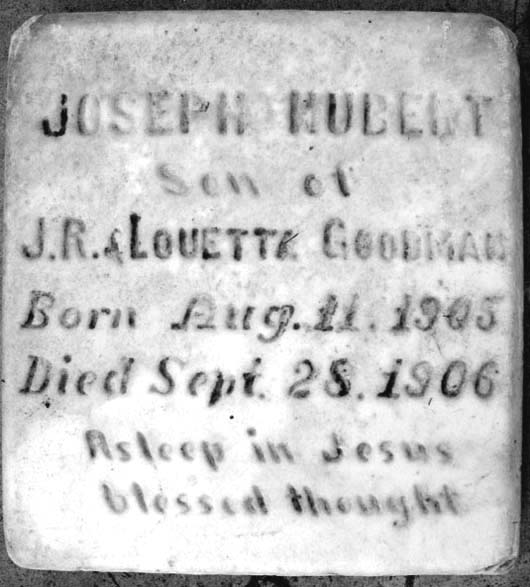 JOSEPH HUBERT
Son of
J.R. & LOUETTA GOODMAN
Born Aug. 11. 1905
Died Sept. 28. 1906
Asleep in Jesus
blessed thought